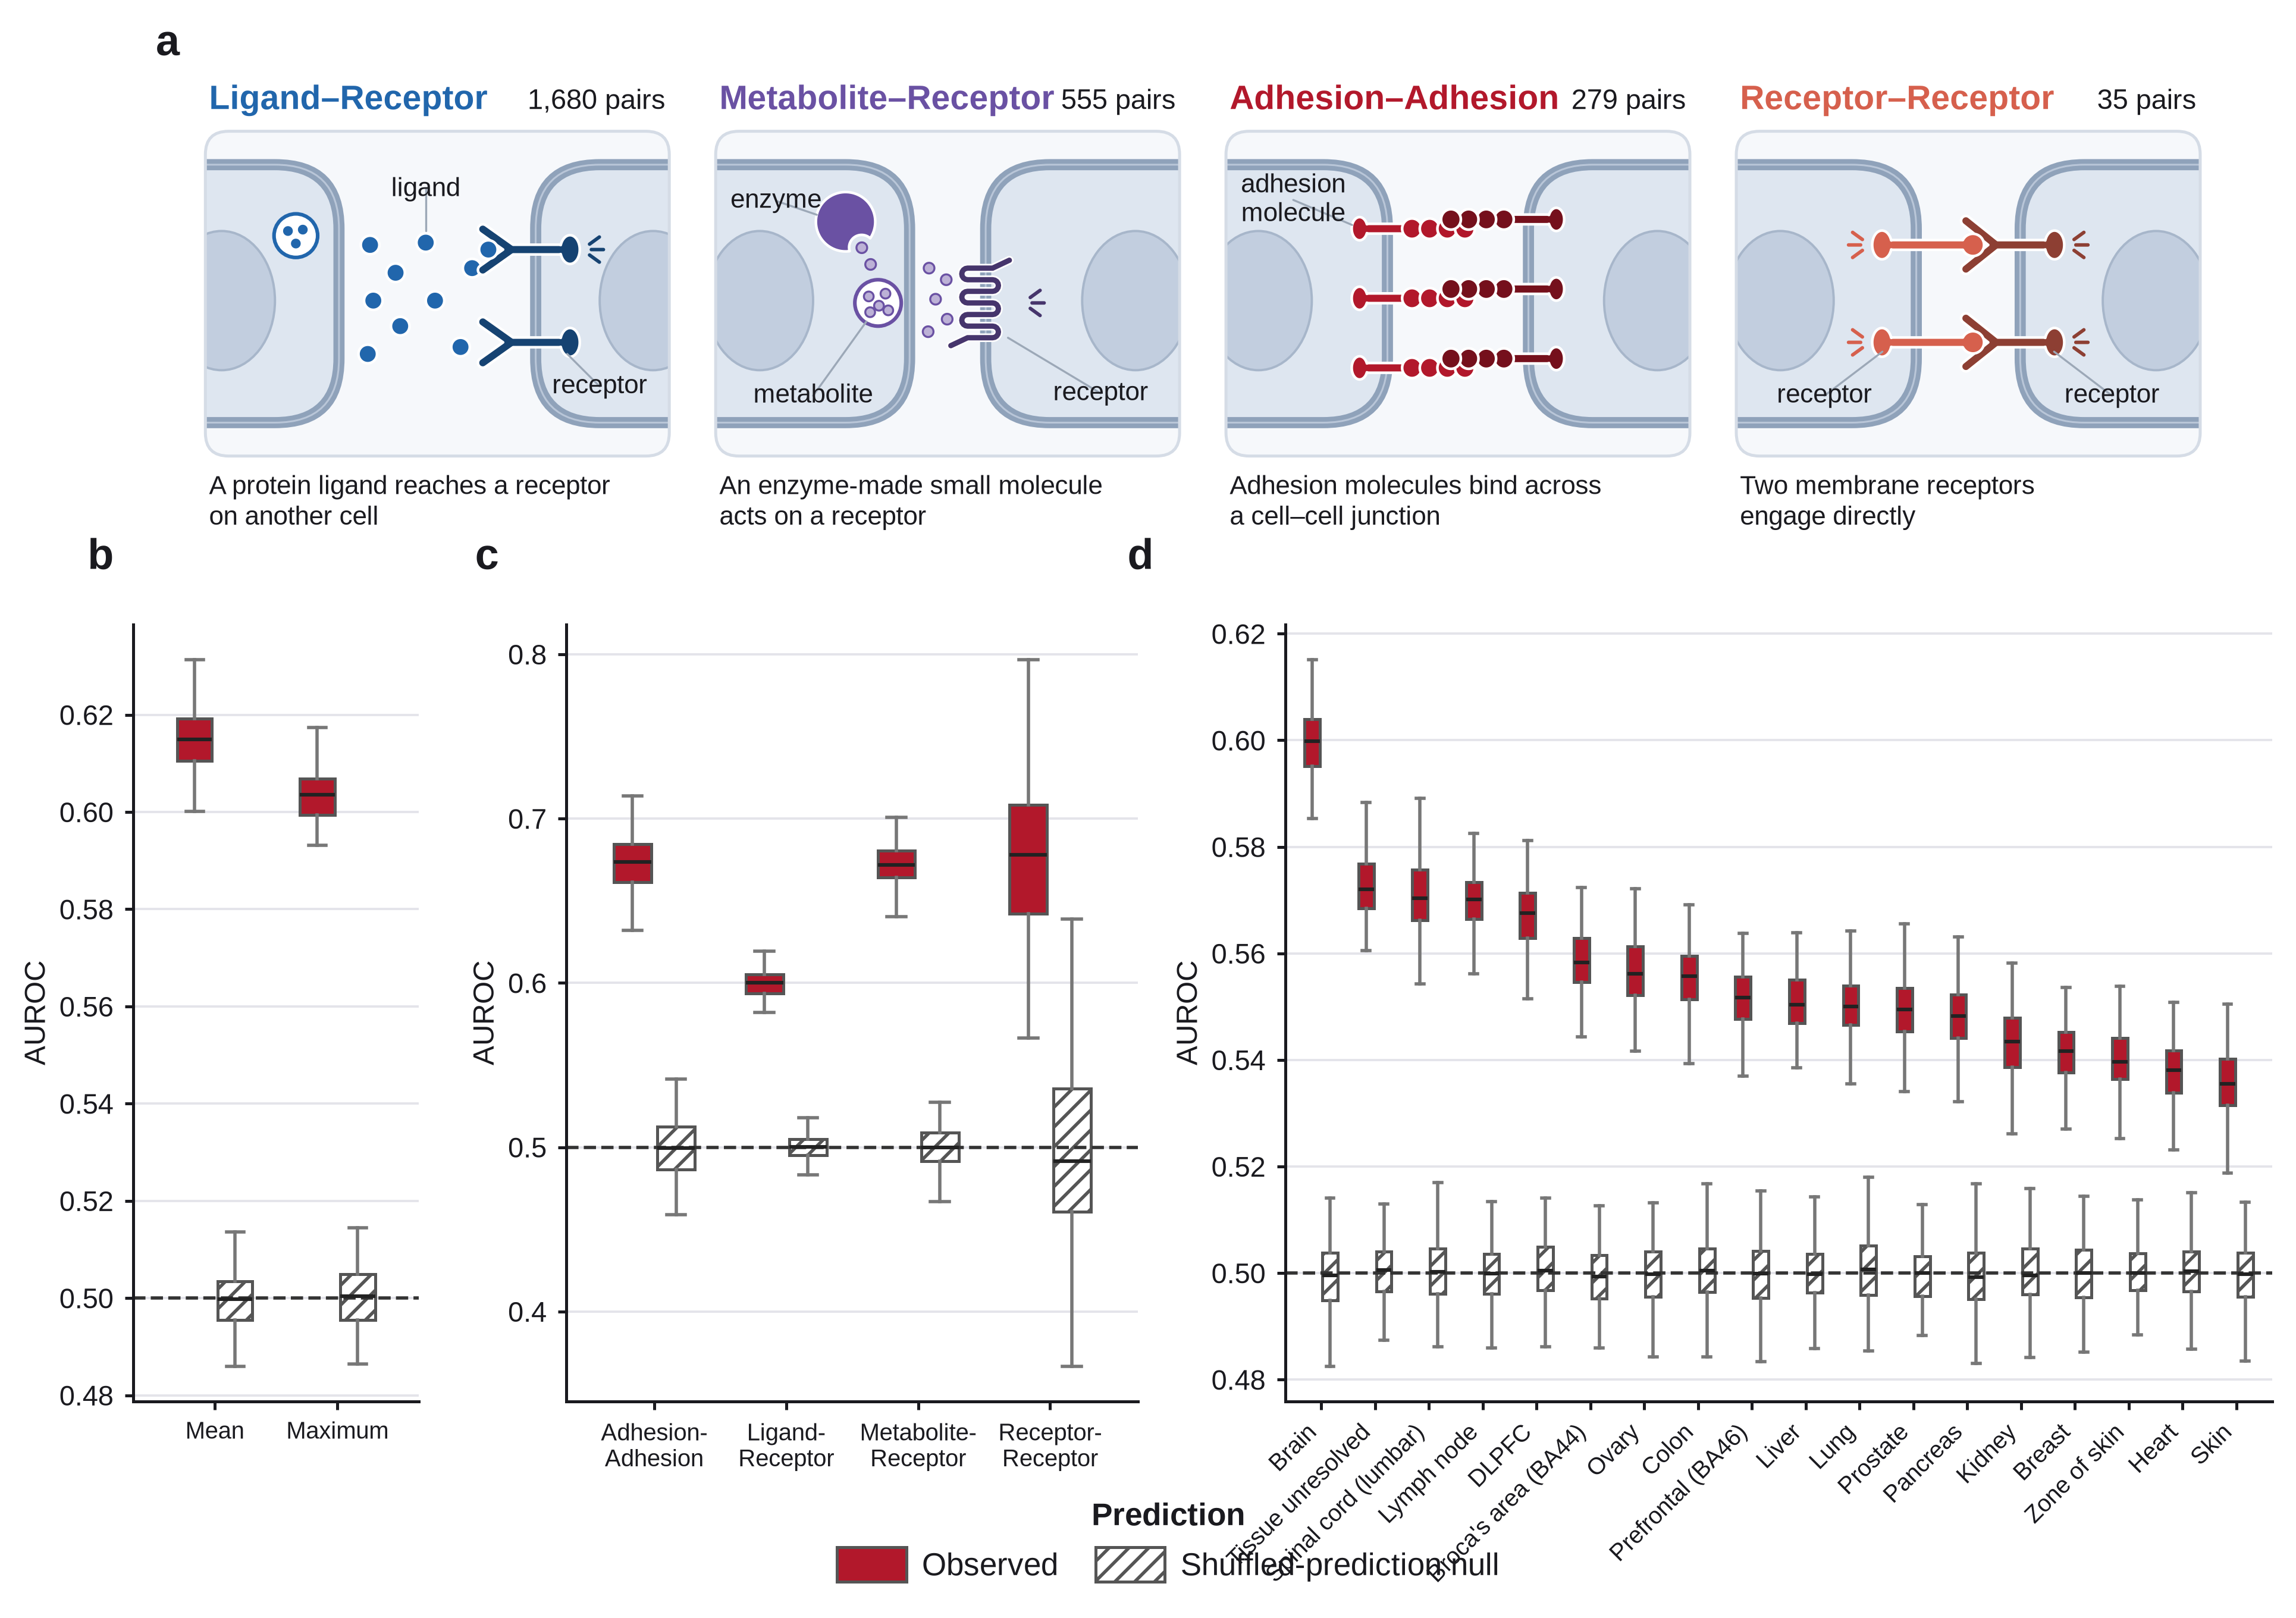 a
Ligand–Receptor 1,680 pairs
Metabolite–Receptor 555 pairs
Adhesion–Adhesion 279 pairs
Receptor–Receptor 35 pairs
ligand
receptor
enzyme
metabolite
receptor
adhesion
molecule
receptor
receptor
A protein ligand reaches a receptor
on another cell
An enzyme-made small molecule
acts on a receptor
Adhesion molecules bind across
a cell–cell junction
Two membrane receptors
engage directly
b
AUROC
0.62
0.60
0.58
0.56
0.54
0.52
0.50
0.48
Mean
Maximum
c
AUROC
0.8
0.7
0.6
0.5
0.4
Adhesion-
Adhesion
Ligand-
Receptor
Metabolite-
Receptor
Receptor-
Receptor
d
AUROC
0.62
0.60
0.58
0.56
0.54
0.52
0.50
0.48
Brain
Tissue unresolved
Spinal cord (lumbar)
Lymph node
DLPFC
Broca's area (BA44)
Ovary
Colon
Prefrontal (BA46)
Liver
Lung
Prostate
Pancreas
Kidney
Breast
Zone of skin
Heart
Skin
Prediction
Observed
Shuffled-prediction null